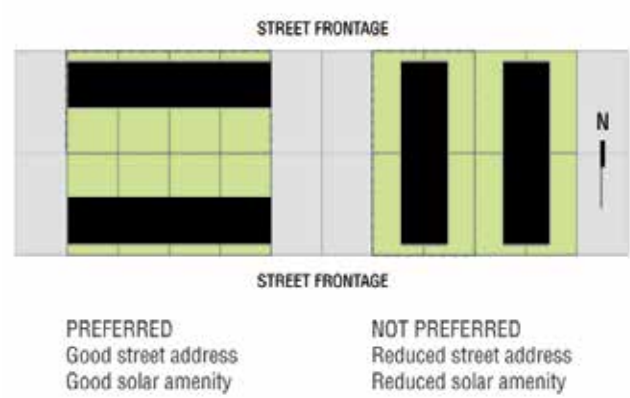 STREET FRONTAGE
N
STREET FRONTAGE
PREFERRED
Good street address
Good solar amenity
NOT PREFERRED
Reduced street address
Reduced solar amenity